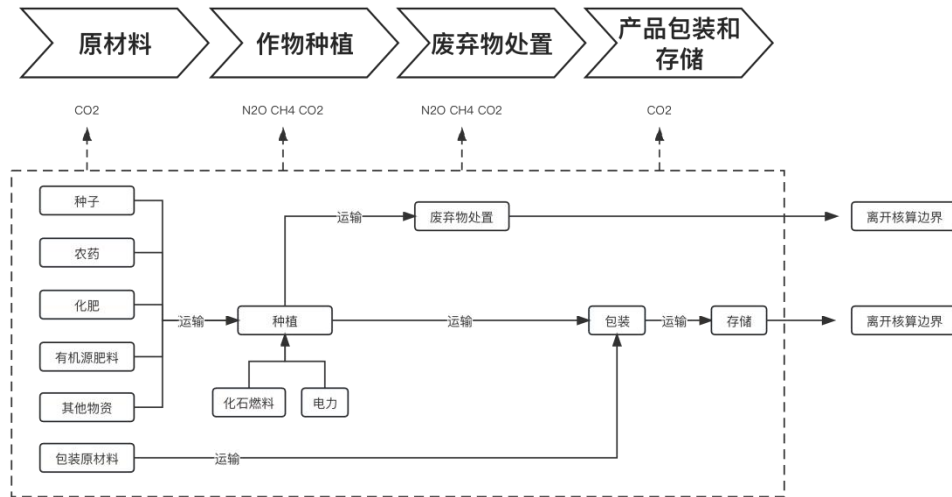 原材料
作物种植
废弃物处置
产品包装和
存储
CO2
N2O CH4 CO2
N2O CH4 CO2
CO2
种子
运输
废弃物处置
离开核算边界
农药
化肥
运输
种植
运输
包装
运输
存储
离开核算边界
有机源肥料
化石燃料
电力
其他物资
包装原材料
运输